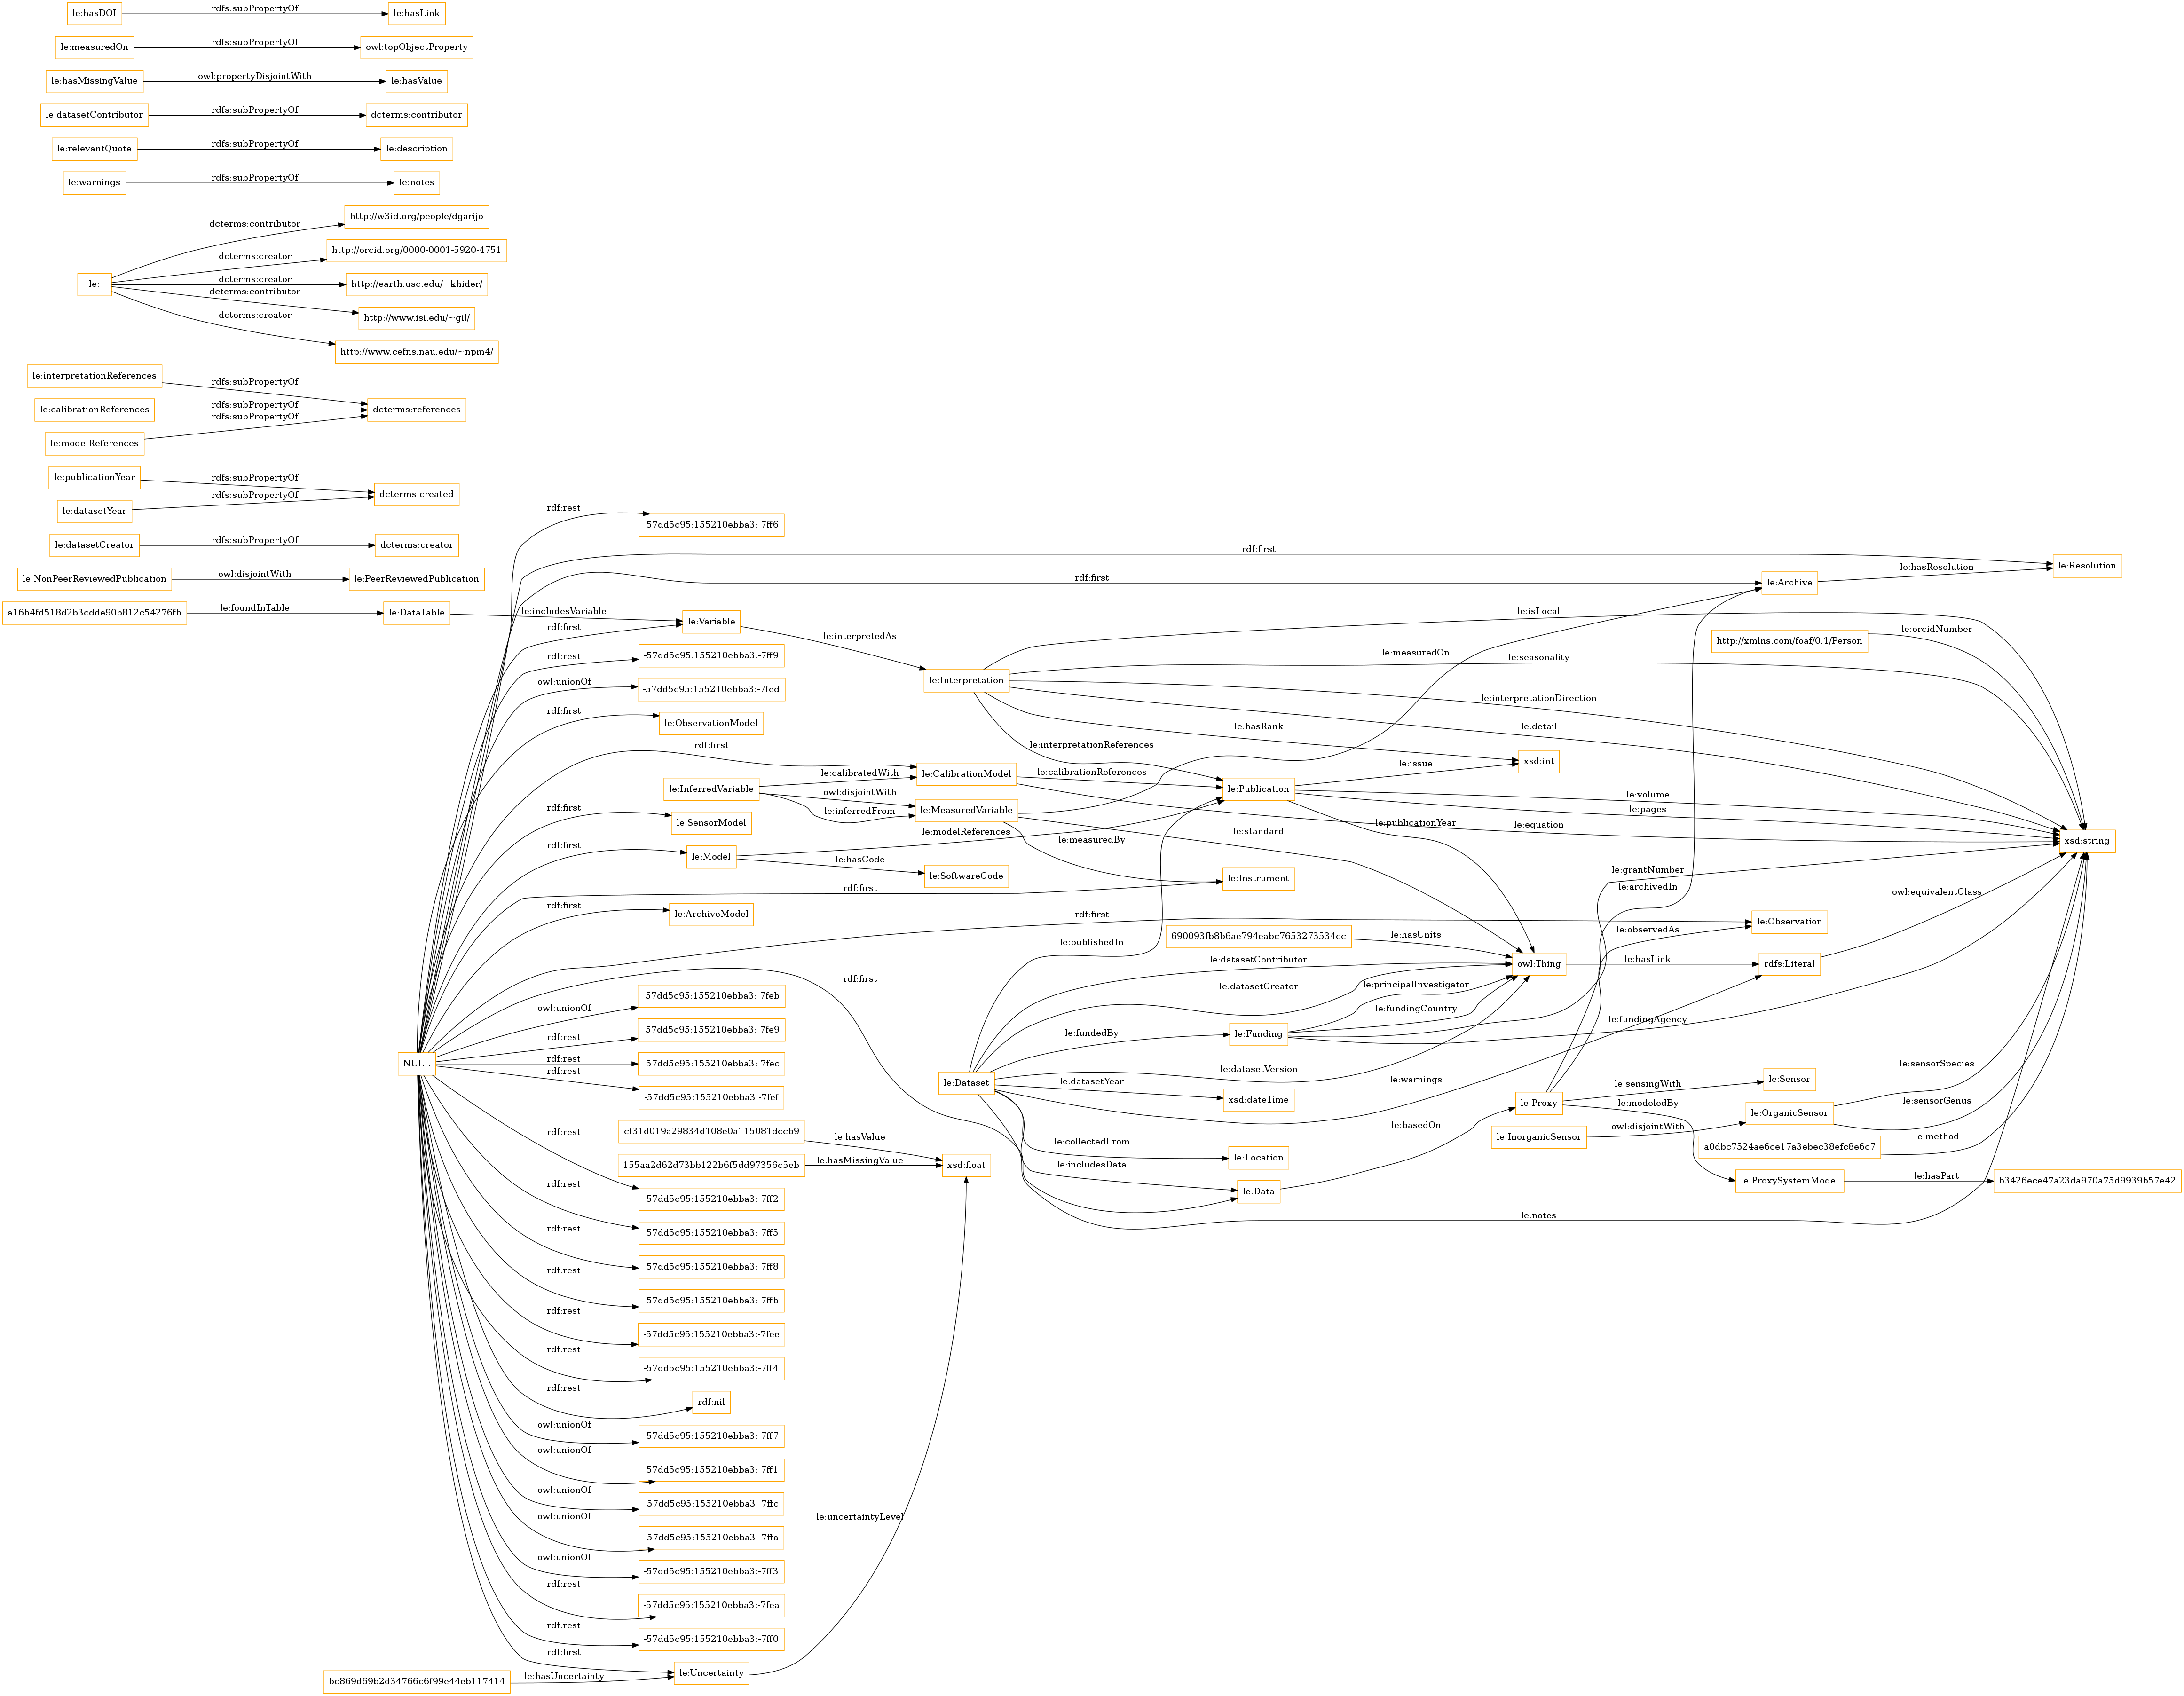 le:hasDOI rdfs:subPropertyOf le:hasLink
le:measuredOn rdfs:subPropertyOf owl:topObjectProperty
le:hasMissingValue owl:propertyDisjointWith le:hasValue
le:datasetContributor rdfs:subPropertyOf dcterms:contributor
le:relevantQuote rdfs:subPropertyOf le:description
le:warnings rdfs:subPropertyOf le:notes
http://w3id.org/people/dgarijo
dcterms:contributor
http://orcid.org/0000-0001-5920-4751
dcterms:creator
le:
dcterms:creator
http://earth.usc.edu/~khider/
dcterms:contributor
http://www.isi.edu/~gil/
dcterms:creator
http://www.cefns.nau.edu/~npm4/
le:interpretationReferences rdfs:subPropertyOf
le:calibrationReferences rdfs:subPropertyOf dcterms:references
le:modelReferences rdfs:subPropertyOf
le:publicationYear rdfs:subPropertyOf
dcterms:created
le:datasetYear rdfs:subPropertyOf
le:datasetCreator rdfs:subPropertyOf dcterms:creator
le:NonPeerReviewedPublication owl:disjointWith le:PeerReviewedPublication
a16b4fd518d2b3cdde90b812c54276fb le:foundInTable le:DataTable le:includesVariable le:Variable
rdf:rest
-57dd5c95:155210ebba3:-7ff6
rdf:first
le:Resolution
le:hasResolution
rdf:first
le:Archive
rdf:first
le:isLocal
le:interpretedAs
http://xmlns.com/foaf/0.1/Person
le:orcidNumber
rdf:rest
-57dd5c95:155210ebba3:-7ff9
le:measuredOn
le:seasonality
le:Interpretation
owl:unionOf
-57dd5c95:155210ebba3:-7fed
le:interpretationDirection
rdf:first
le:ObservationModel
le:hasRank
le:detail
le:interpretationReferences
rdf:first
xsd:int
le:issue
le:CalibrationModel
le:calibrationReferences
le:calibratedWith
le:InferredVariable
owl:disjointWith
le:Publication
le:volume
le:pages
le:inferredFrom
le:MeasuredVariable
rdf:first
le:SensorModel
le:modelReferences
le:standard
le:publicationYear
le:equation
le:measuredBy
xsd:string
rdf:first
le:Model
le:hasCode
le:SoftwareCode
le:grantNumber
le:Instrument
rdf:first
le:archivedIn
owl:equivalentClass
rdf:first
le:ArchiveModel
rdf:first
le:Observation
le:observedAs
690093fb8b6ae794eabc7653273534cc
le:hasUnits
le:publishedIn
le:datasetContributor
owl:Thing
le:hasLink
rdfs:Literal
rdf:first
le:datasetCreator
le:principalInvestigator
owl:unionOf
-57dd5c95:155210ebba3:-7feb
le:fundingCountry
le:fundingAgency
le:fundedBy
le:Funding
rdf:rest
-57dd5c95:155210ebba3:-7fe9
NULL
rdf:rest
-57dd5c95:155210ebba3:-7fec
le:datasetVersion
le:sensorSpecies
le:Dataset
le:datasetYear
le:warnings
le:sensingWith
le:Sensor
rdf:rest
-57dd5c95:155210ebba3:-7fef
xsd:dateTime
le:Proxy
le:modeledBy
le:sensorGenus
le:OrganicSensor
le:basedOn
owl:disjointWith
le:InorganicSensor
cf31d019a29834d108e0a115081dccb9
le:hasValue
le:collectedFrom
le:method
a0dbc7524ae6ce17a3ebec38efc8e6c7
rdf:rest
le:Location
155aa2d62d73bb122b6f5dd97356c5eb
le:hasMissingValue
xsd:float
le:includesData
le:ProxySystemModel
le:hasPart
b3426ece47a23da970a75d9939b57e42
le:Data
-57dd5c95:155210ebba3:-7ff2
le:notes
rdf:rest
-57dd5c95:155210ebba3:-7ff5
rdf:rest
-57dd5c95:155210ebba3:-7ff8
rdf:rest
-57dd5c95:155210ebba3:-7ffb
rdf:rest
-57dd5c95:155210ebba3:-7fee
rdf:rest
-57dd5c95:155210ebba3:-7ff4
rdf:rest
rdf:nil
owl:unionOf
-57dd5c95:155210ebba3:-7ff7
owl:unionOf
-57dd5c95:155210ebba3:-7ff1
owl:unionOf
-57dd5c95:155210ebba3:-7ffc
owl:unionOf
le:uncertaintyLevel
-57dd5c95:155210ebba3:-7ffa
owl:unionOf
-57dd5c95:155210ebba3:-7ff3
rdf:rest
-57dd5c95:155210ebba3:-7fea
rdf:rest
-57dd5c95:155210ebba3:-7ff0
rdf:first
le:Uncertainty
bc869d69b2d34766c6f99e44eb117414
le:hasUncertainty